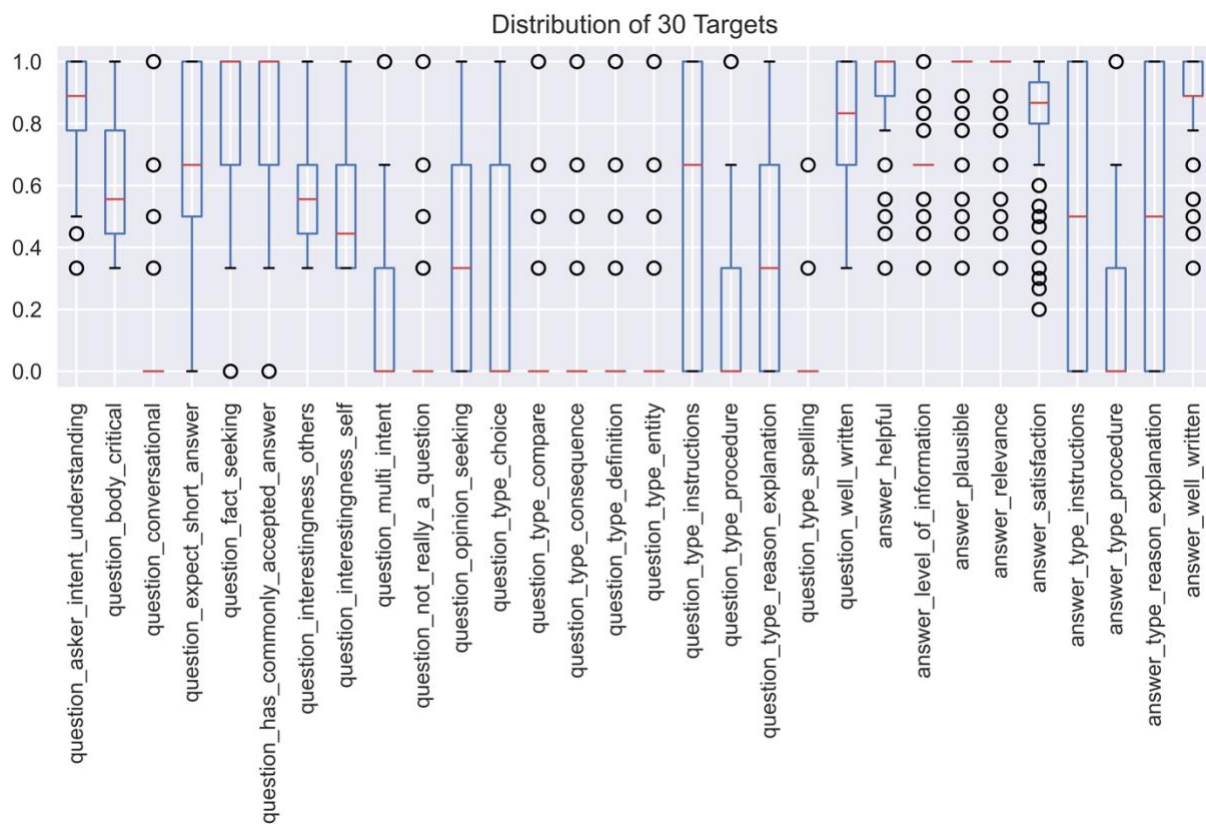 Distribution of 30 Targets
1.0
0.8
0.6
0.4
0.2
0.0
question_asker_intent_understanding
question_body_critical
question_conversational
question_expect_short_answer
question_fact_seeking
question_has_commonly_accepted_answer
question_interestingness_others
question_interestingness_self
question_multi_intent
question_not_really_a_question
question_opinion_seeking
question_type_choice
question_type_compare
question_type_consequence
question_type_definition
question_type_entity
question_type_instructions
question_type_procedure
question_type_reason_explanation
question_type_spelling
question_well_written
answer_helpful
answer_level_of_information
answer_plausible
answer_relevance
answer_satisfaction
answer_type_instructions
answer_type_procedure
answer_type_reason_explanation
answer_well_written